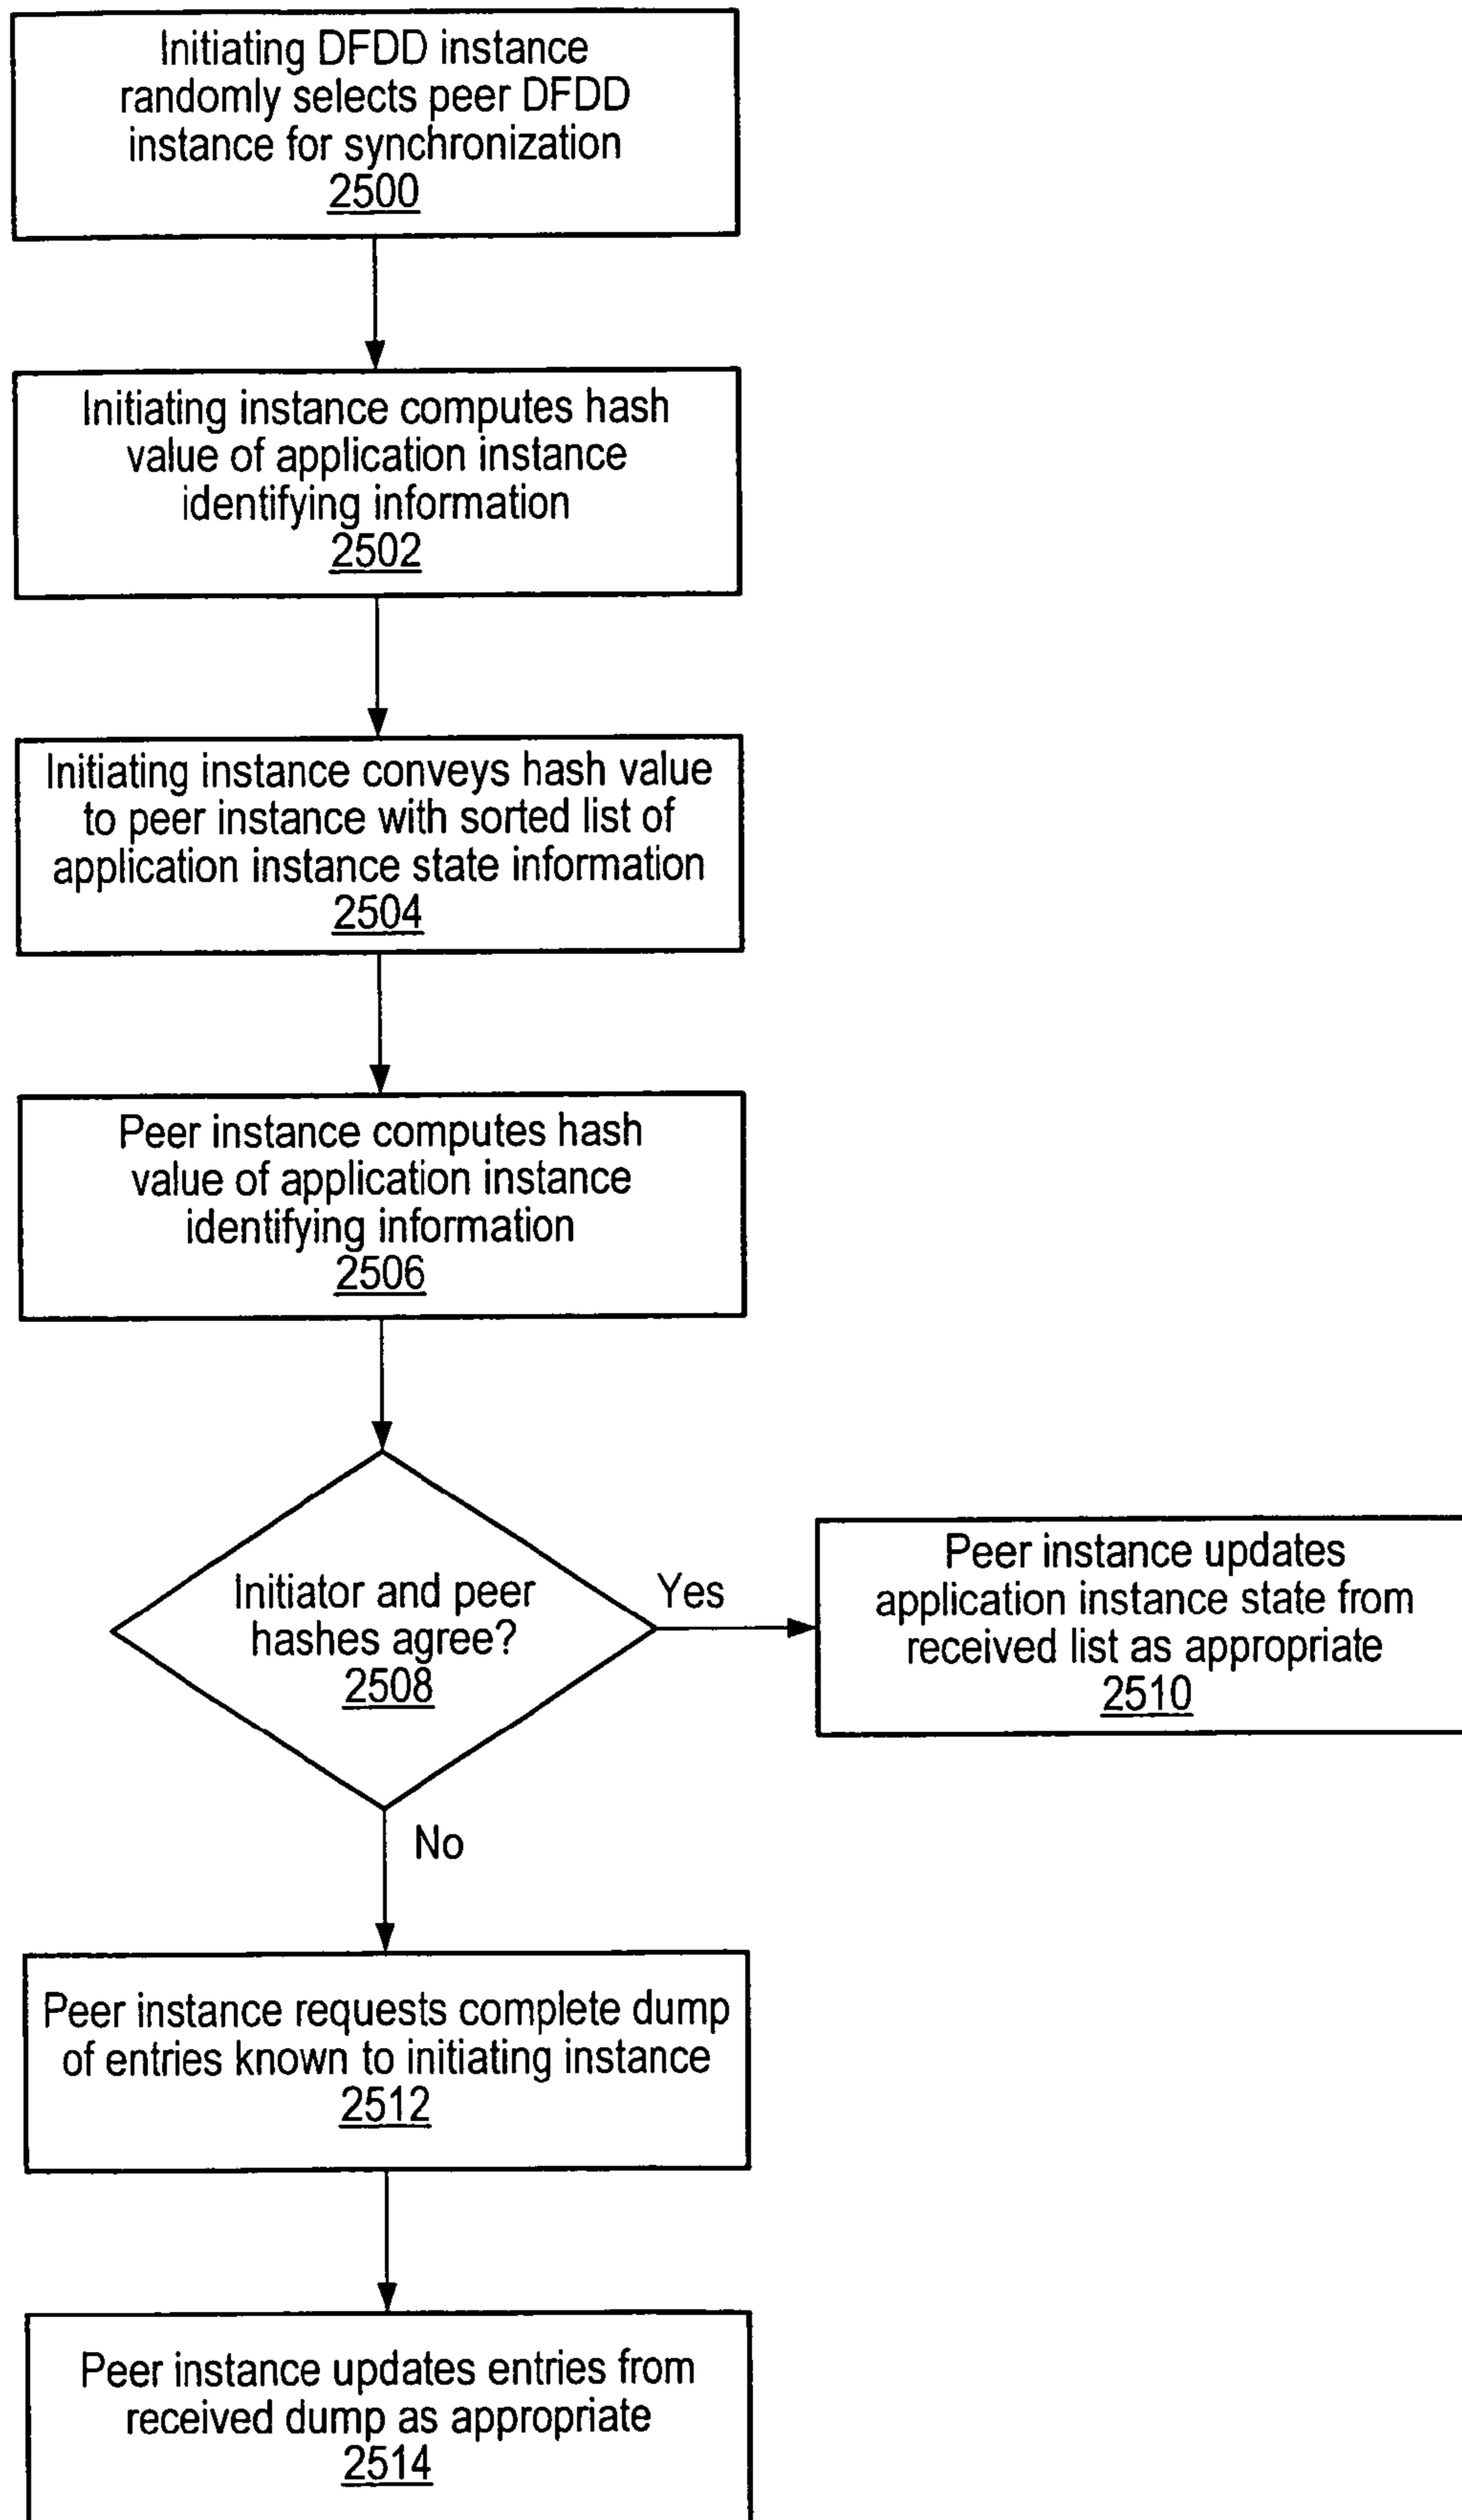 Initiating DFDD instance
randomly selects peer DFDD
instance for synchronization
2500
Initiating instance computes hash
value of application instance
identifying information
2502
Initiating instance conveys hash value
to peer instance with sorted list of
application instance state information
2504
Peer instance computes hash
value of application instance
identifying information
2506
Initiator and peer
hashes agree?
2508
Yes
Peer instance updates
application instance state from
received list as appropriate
2510
No
Peer instance requests complete dump
of entries known to initiating instance
2512
Peer instance updates entries from
received dump as appropriate
2514